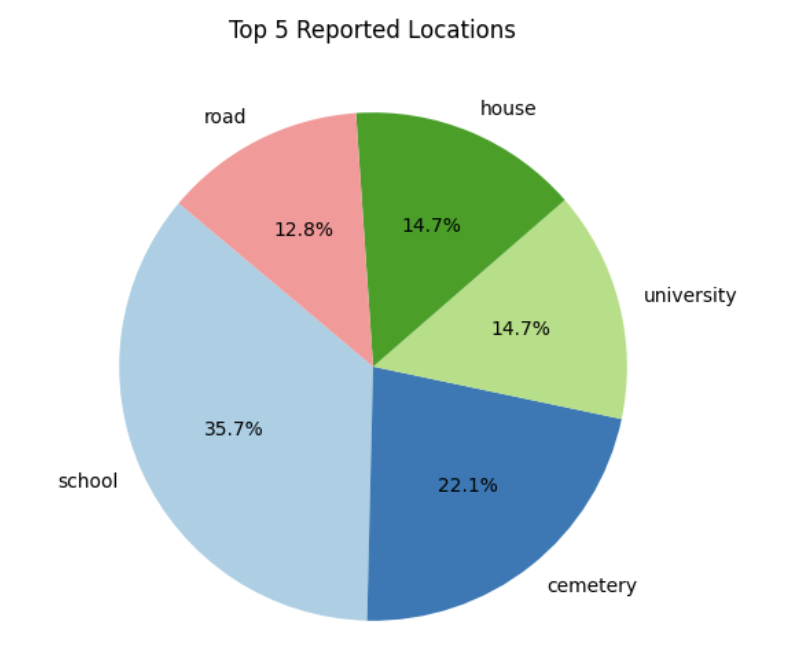 Top 5 Reported Locations
road
house
12.8%
14.7%
university
14.7%
35.7%
school
22.1%
cemetery